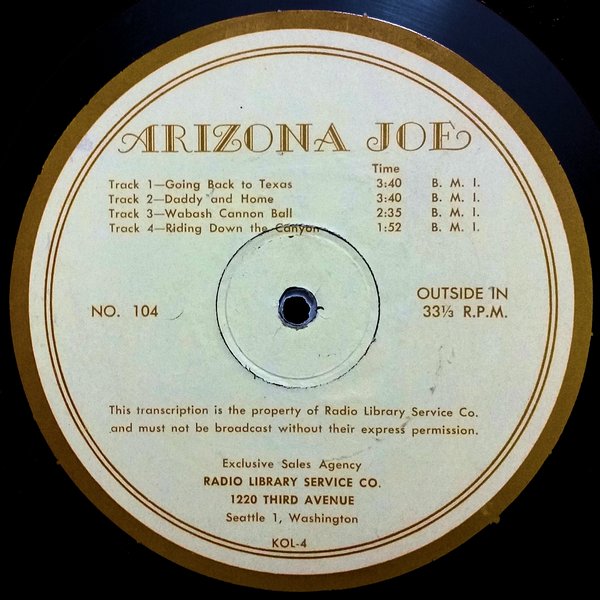 ARIZONA JOE
Time
Track 1—Going Back to Texas 3:40 B. M. I.
Track 2—Daddy and Home 3:40 B. M. I.
Track 3—Wabash Cannon Ball 2:35 B. M. I.
Track 4—Riding Down the Canyon 1:52 B. M. I.
NO. 104
OUTSIDE IN
33⅓ R.P.M.
This transcription is the property of Radio Library Service Co.
and must not be broadcast without their express permission.
Exclusive Sales Agency
RADIO LIBRARY SERVICE CO.
1220 THIRD AVENUE
Seattle 1, Washington
KOL-4